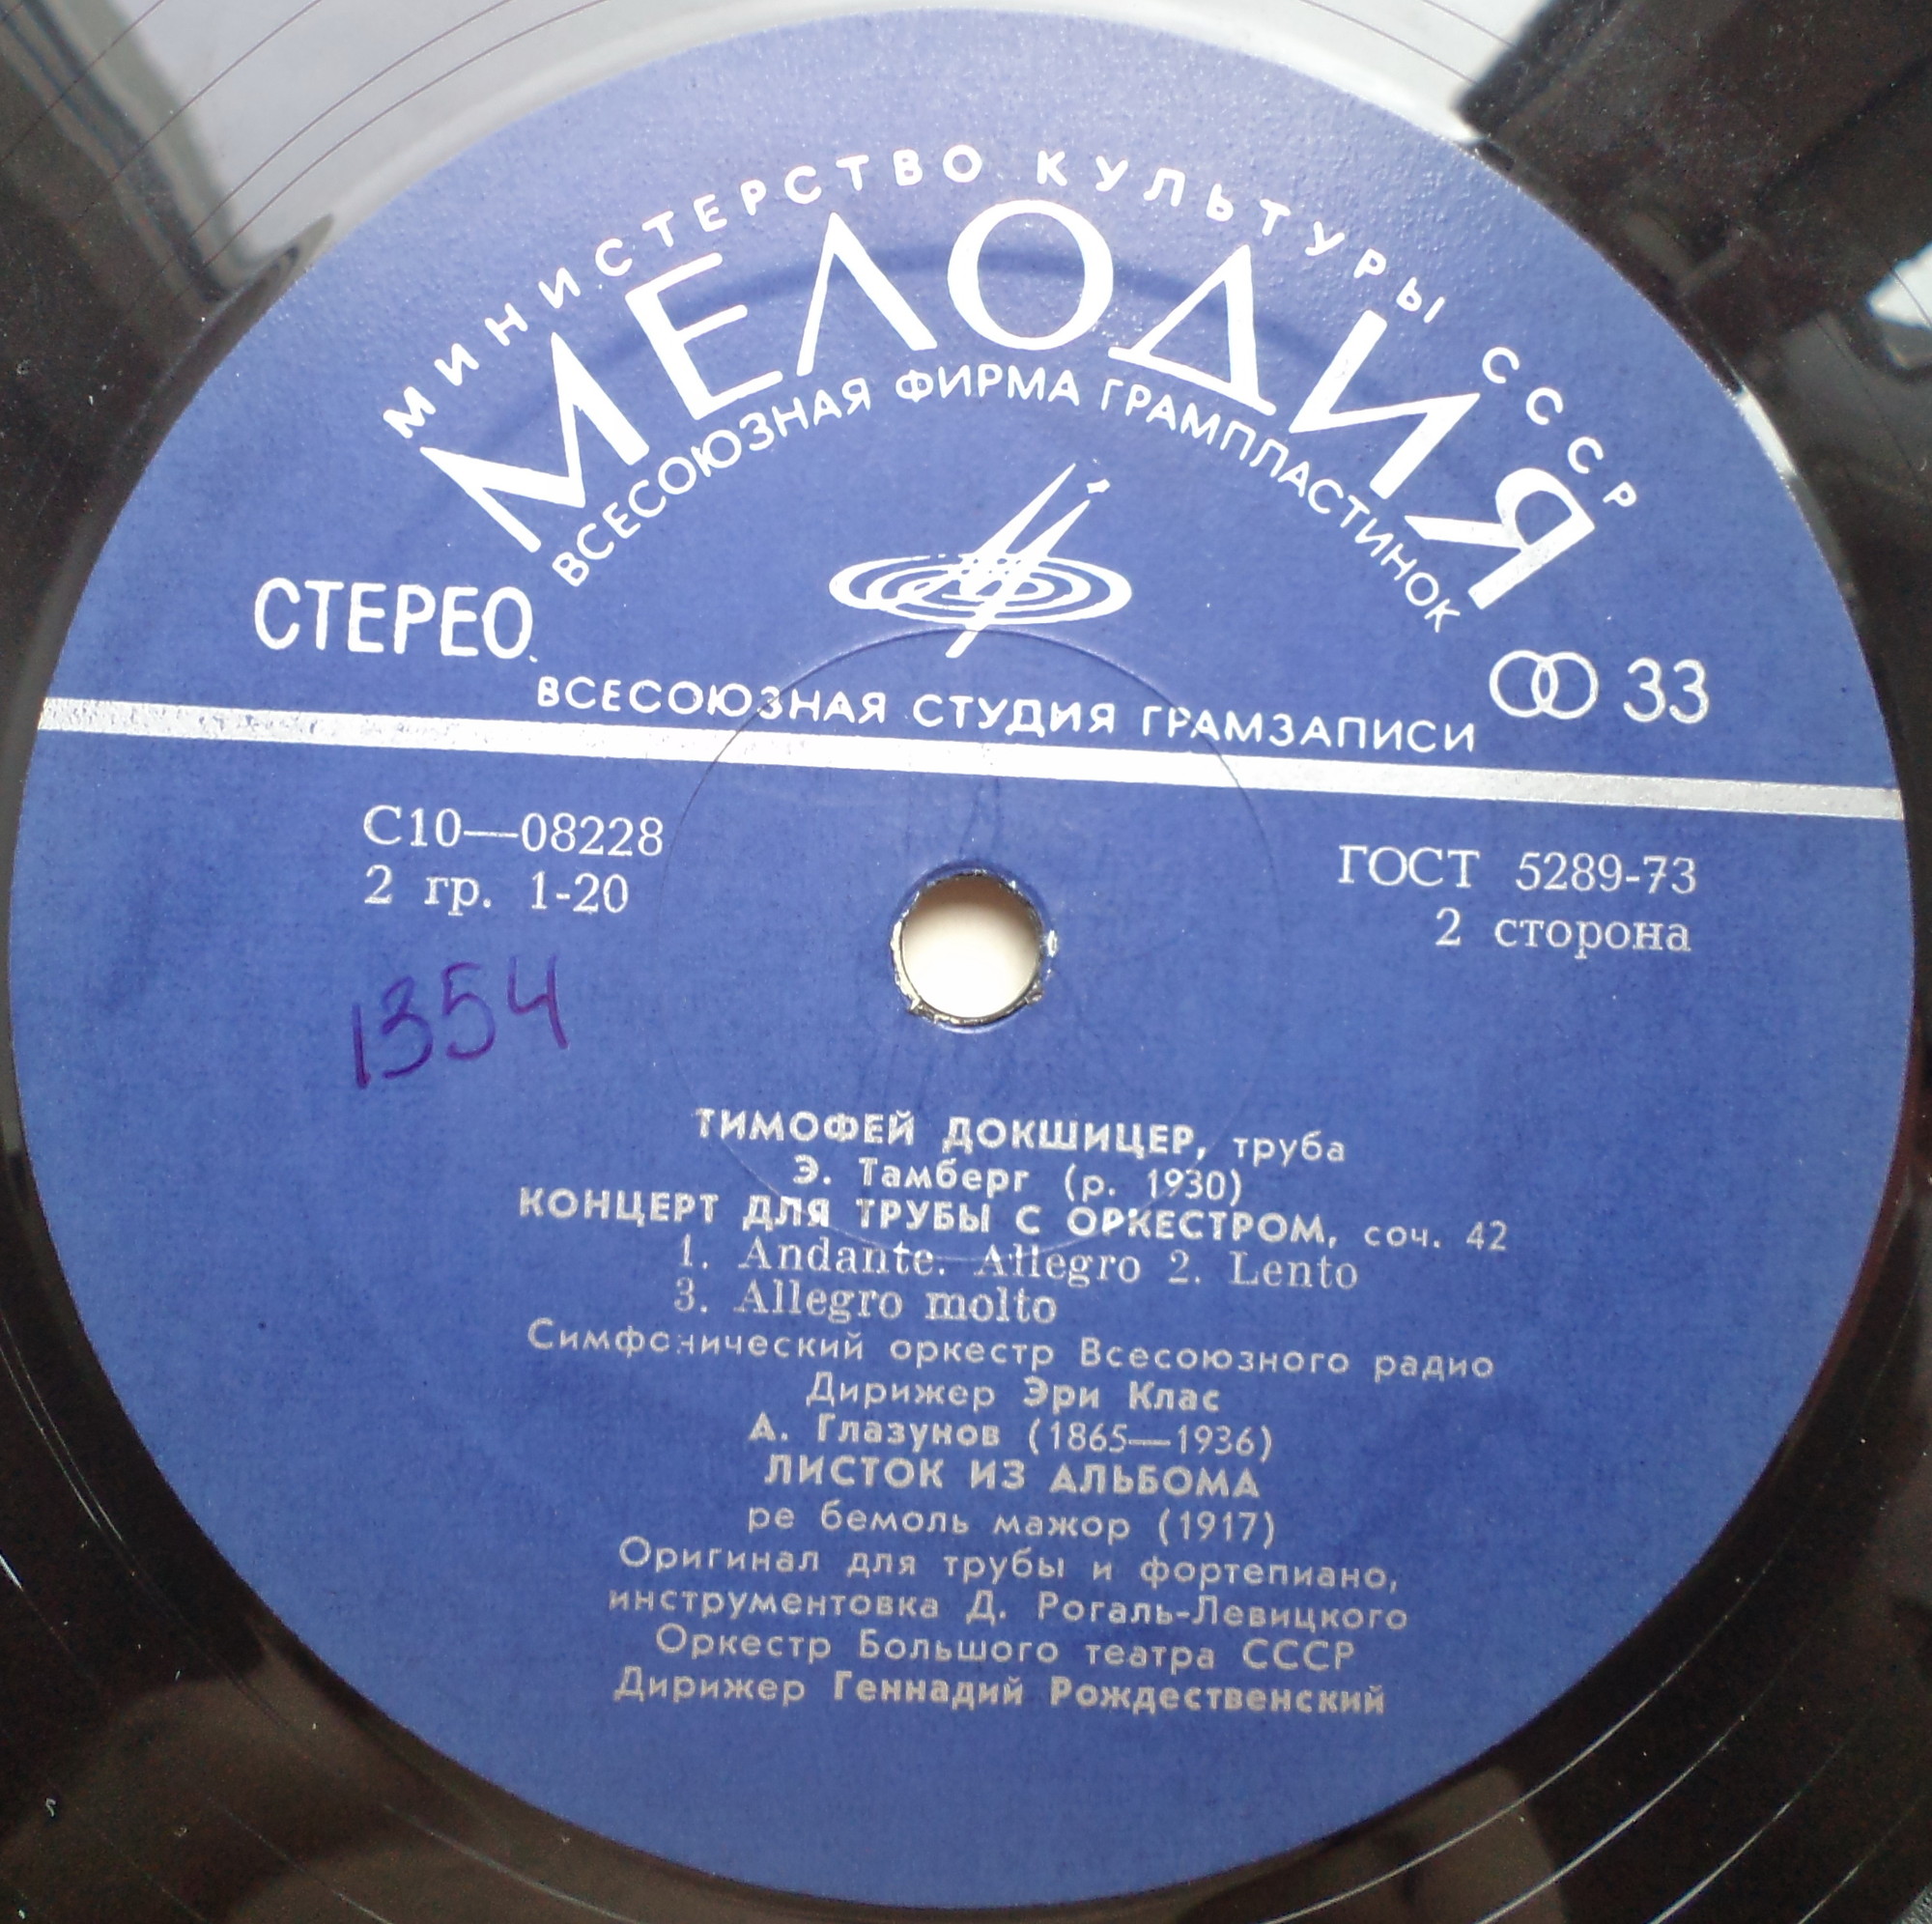 МИНИСТЕРСТВО КУЛЬТУРЫ СССР
МЕЛОДИЯ
ВСЕСОЮЗНАЯ ФИРМА ГРАМПЛАСТИНОК
СТЕРЕО
33
ВСЕСОЮЗНАЯ СТУДИЯ ГРАМЗАПИСИ
С10—08228
2 гр. 1-20
ГОСТ 5289-73
2 сторона
1354
ТИМОФЕЙ ДОКШИЦЕР, труба
Э. Тамберг (р. 1930)
КОНЦЕРТ ДЛЯ ТРУБЫ С ОРКЕСТРОМ, соч. 42
1. Andante. Allegro 2. Lento
3. Allegro molto
Симфонический оркестр Всесоюзного радио
Дирижер Эри Клас
А. Глазунов (1865—1936)
ЛИСТОК ИЗ АЛЬБОМА
ре бемоль мажор (1917)
Оригинал для трубы и фортепиано,
инструментовка Д. Рогаль-Левицкого
Оркестр Большого театра СССР
Дирижер Геннадий Рождественский